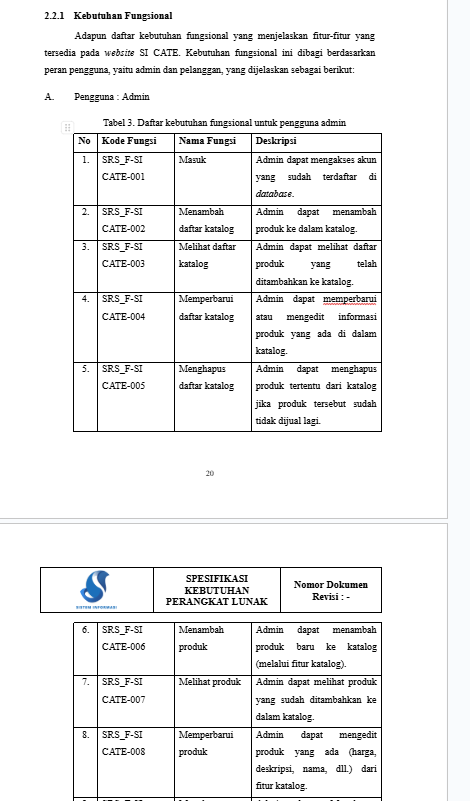 2.2.1 Kebutuhan Fungsional
Adapun daftar kebutuhan fungsional yang menjelaskan fitur-fitur yang
tersedia pada website SI CATE. Kebutuhan fungsional ini dibagi berdasarkan
peran pengguna, yaitu admin dan pelanggan, yang dijelaskan sebagai berikut:
A. Pengguna : Admin
Tabel 3. Daftar kebutuhan fungsional untuk pengguna admin
No Kode Fungsi Nama Fungsi Deskripsi
1. SRS_F-SI Masuk Admin dapat mengakses akun
CATE-001 yang sudah terdaftar di
database.
2. SRS_F-SI Menambah Admin dapat menambah
CATE-002 daftar katalog produk ke dalam katalog.
3. SRS_F-SI Melihat daftar Admin dapat melihat daftar
CATE-003 katalog produk yang telah
ditambahkan ke katalog.
4. SRS_F-SI Memperbarui Admin dapat memperbarui
CATE-004 daftar katalog atau mengedit informasi
produk yang ada di dalam
katalog.
5. SRS_F-SI Menghapus Admin dapat menghapus
CATE-005 daftar katalog produk tertentu dari katalog
jika produk tersebut sudah
tidak dijual lagi.
20
SISTEM INFORMASI
SPESIFIKASI
KEBUTUHAN
PERANGKAT LUNAK
Nomor Dokumen
Revisi : -
6. SRS_F-SI Menambah Admin dapat menambah
CATE-006 produk produk baru ke katalog
(melalui fitur katalog).
7. SRS_F-SI Melihat produk Admin dapat melihat produk
CATE-007 yang sudah ditambahkan ke
dalam katalog.
8. SRS_F-SI Memperbarui Admin dapat mengedit
CATE-008 produk produk yang ada (harga,
deskripsi, nama, dll.) dari
fitur katalog.